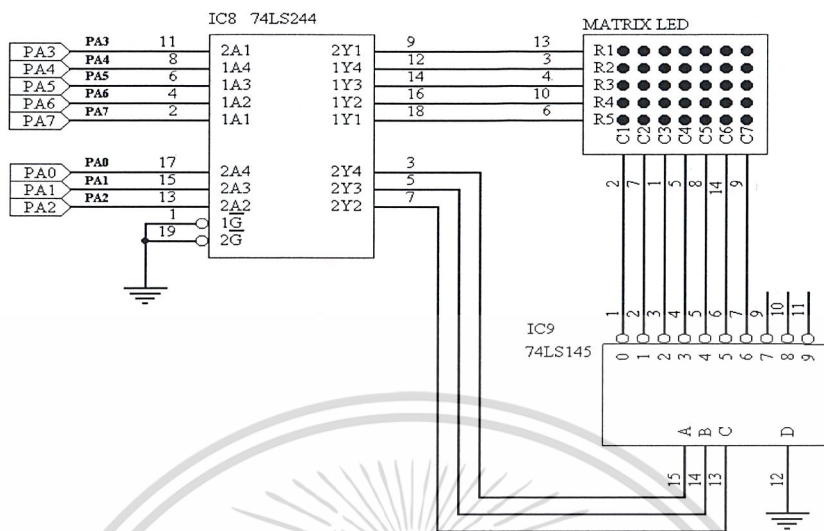 IC8 74LS244
MATRIX LED
PA3 PA3 11 2A1 2Y1 9 13 R1
PA4 PA4 8 1A4 1Y4 12 3 R2
PA5 PA5 6 1A3 1Y3 14 4 R3
PA6 PA6 4 1A2 1Y2 16 10 R4
PA7 PA7 2 1A1 1Y1 18 6 R5
C1 C2 C3 C4 C5 C6 C7
PA0 PA0 17 2A4 2Y4 3
PA1 PA1 15 2A3 2Y3 5
PA2 PA2 13 2A2 2Y2 7
1 1G
19 2G
2 7 1 5 8 14 9
IC9
74LS145
1 2 3 4 5 6 7 9 10 11
0 1 2 3 4 5 6 7 8 9
A B C D
15 14 13 12